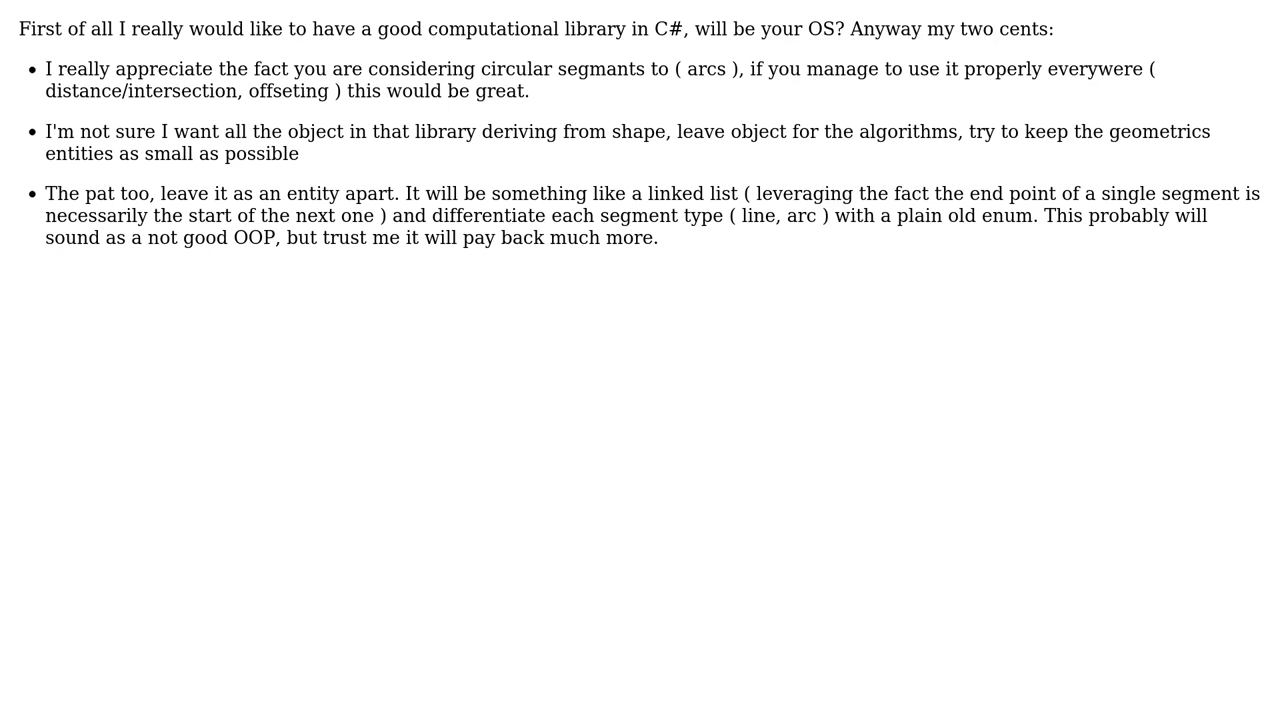 First of all I really would like to have a good computational library in C#, will be your OS? Anyway my two cents:
• I really appreciate the fact you are considering circular segmants to ( arcs ), if you manage to use it properly everywere (
distance/intersection, offseting ) this would be great.
• I'm not sure I want all the object in that library deriving from shape, leave object for the algorithms, try to keep the geometrics
entities as small as possible
• The pat too, leave it as an entity apart. It will be something like a linked list ( leveraging the fact the end point of a single segment is
necessarily the start of the next one ) and differentiate each segment type ( line, arc ) with a plain old enum. This probably will
sound as a not good OOP, but trust me it will pay back much more.